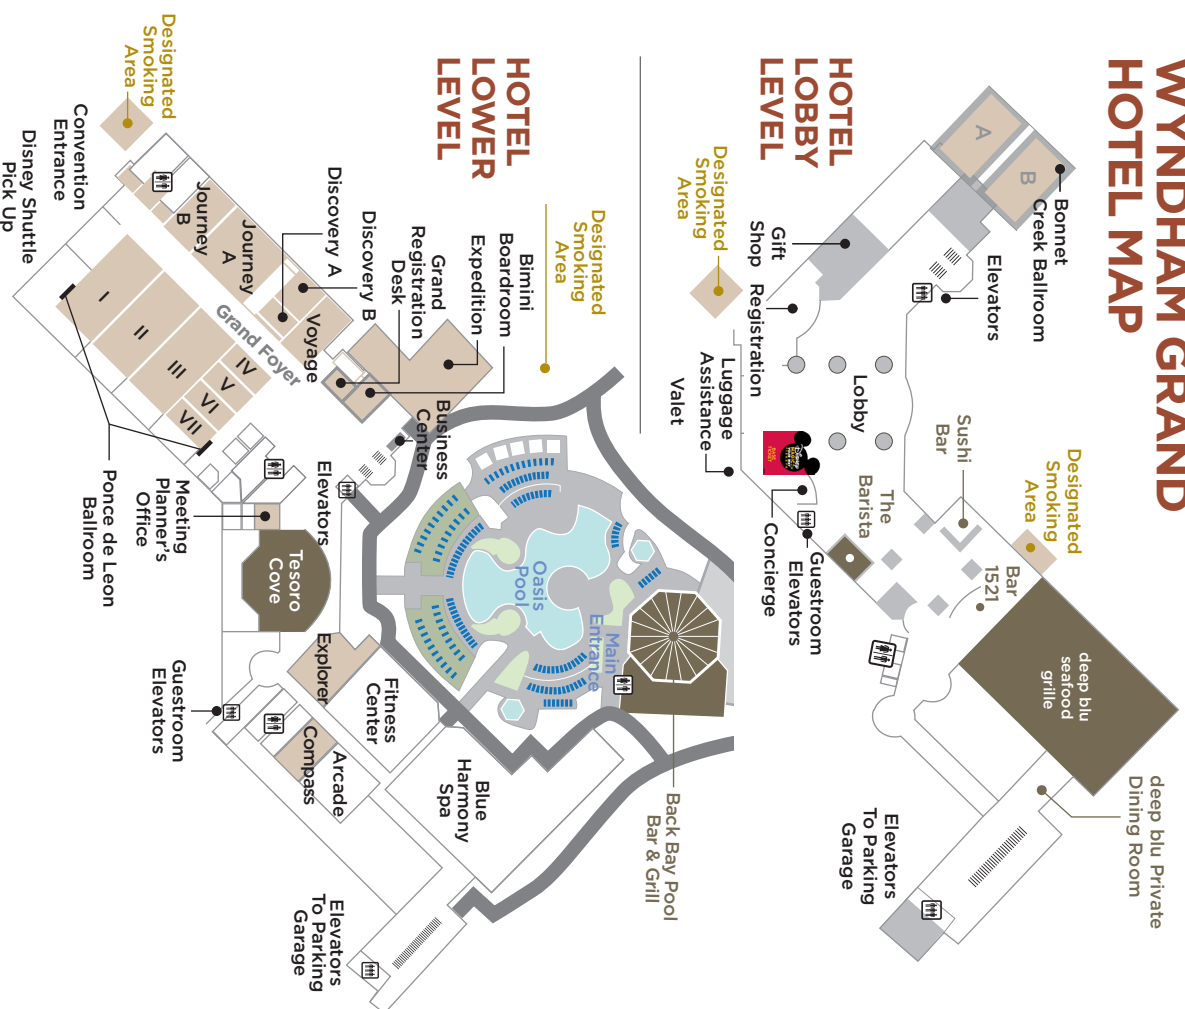 WYNDHAM GRAND
HOTEL MAP
HOTEL
LOBBY
LEVEL
A
B
Bonnet
Creek Ballroom
Elevators
Gift
Shop
Registration
Designated
Smoking
Area
Lobby
Luggage
Assistance
Valet
Sushi
Bar
The
Barista
Concierge
Guestroom
Elevators
Designated
Smoking
Area
Bar
1521
deep blu
seafood
grille
deep blu Private
Dining Room
Elevators
To Parking
Garage
HOTEL
LOWER
LEVEL
Designated
Smoking
Area
Designated
Smoking
Area
Convention
Entrance
Disney Shuttle
Pick Up
Journey
B
Journey
A
Discovery A
Discovery B
Voyage
Grand
Registration
Desk
Expedition
Bimini
Boardroom
Grand Foyer
I
II
III
IV
V
VI
VII
Ponce de Leon
Ballroom
Business
Center
Elevators
Meeting
Planner's
Office
Tesoro
Cove
Oasis
Pool
Main
Entrance
Back Bay Pool
Bar & Grill
Explorer
Fitness
Center
Guestroom
Elevators
Compass
Arcade
Blue
Harmony
Spa
Elevators
To Parking
Garage